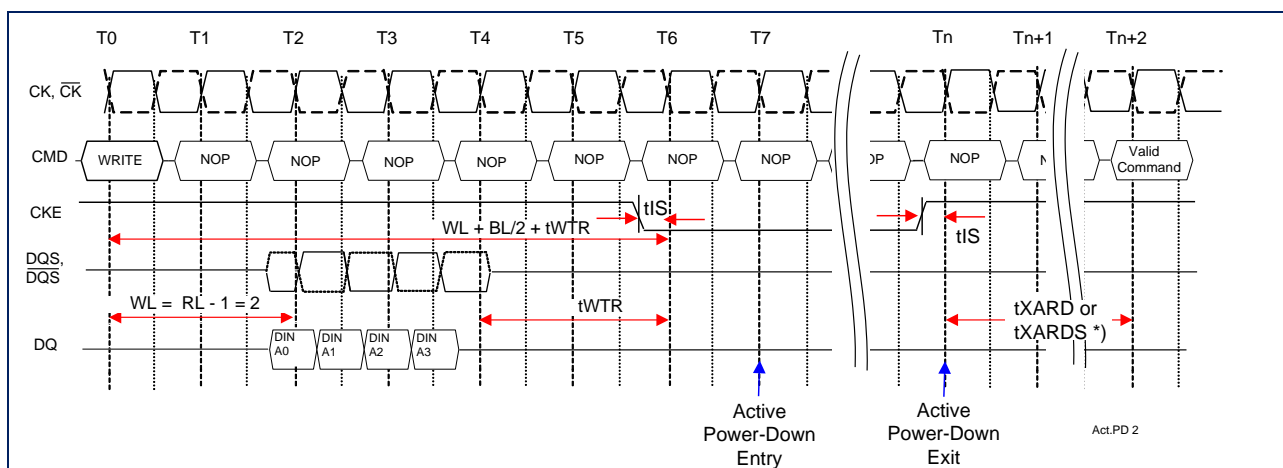 T0 T1 T2 T3 T4 T5 T6 T7 Tn Tn+1 Tn+2
CK, CK
CMD WRITE NOP NOP NOP NOP NOP NOP NOP OP NOP N Valid
Command
CKE tIS tIS
WL + BL/2 + tWTR
DQS,
DQS
WL = RL - 1 = 2 tWTR tXARD or
tXARDS *)
DQ DIN A0 DIN A1 DIN A2 DIN A3
Active
Power-Down
Entry
Active
Power-Down
Exit
Act.PD 2